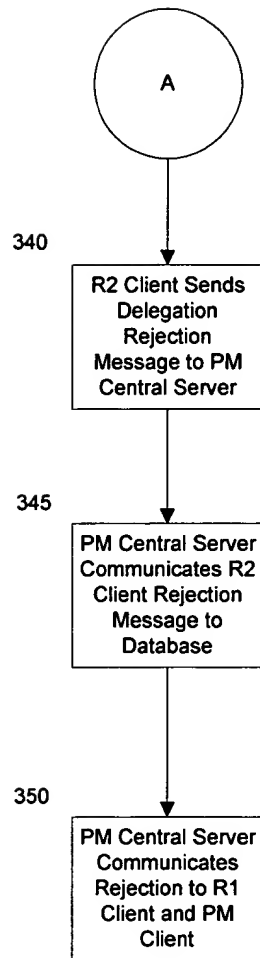 A
340
R2 Client Sends
Delegation
Rejection
Message to PM
Central Server
345
PM Central Server
Communicates R2
Client Rejection
Message to
Database
350
PM Central Server
Communicates
Rejection to R1
Client and PM
Client